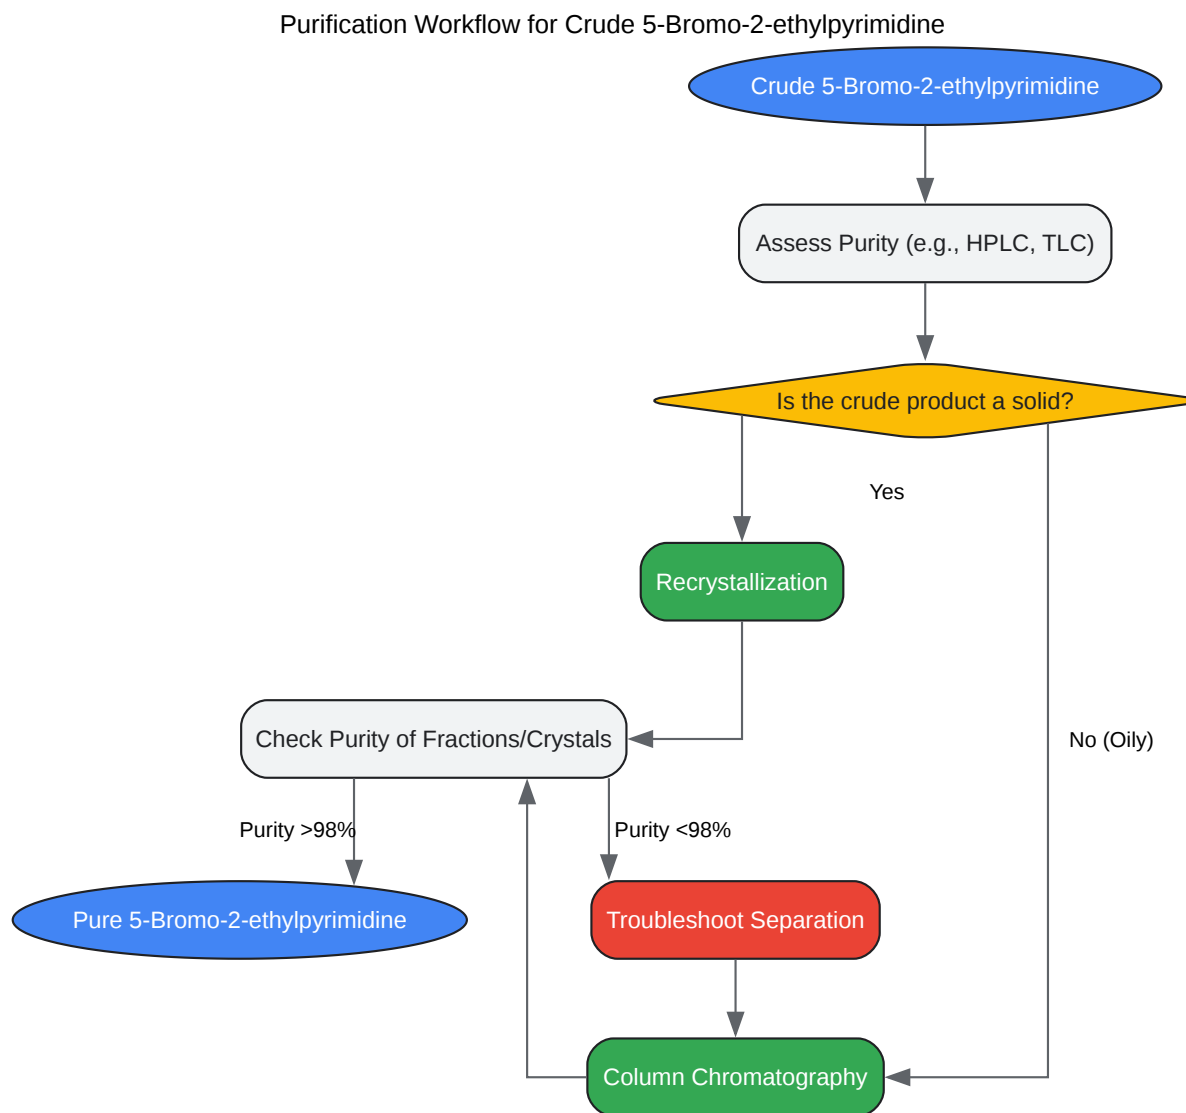 Purification Workflow for Crude 5-Bromo-2-ethylpyrimidine
Crude 5-Bromo-2-ethylpyrimidine
Assess Purity (e.g., HPLC, TLC)
Is the crude product a solid?
Yes
Recrystallization
Check Purity of Fractions/Crystals
No (Oily)
Purity >98%
Purity <98%
Pure 5-Bromo-2-ethylpyrimidine
Troubleshoot Separation
Column Chromatography